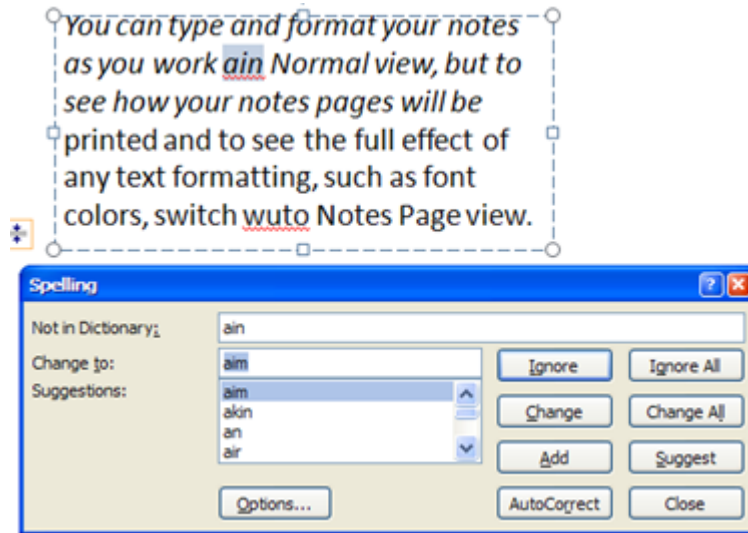 You can type and format your notes
as you work ain Normal view, but to
see how your notes pages will be
printed and to see the full effect of
any text formatting, such as font
colors, switch wuto Notes Page view.
Spelling
Not in Dictionary: ain
Change to: aim
Ignore Ignore All
Suggestions: aim
akin
an
air
Change Change All
Add Suggest
Options... AutoCorrect Close